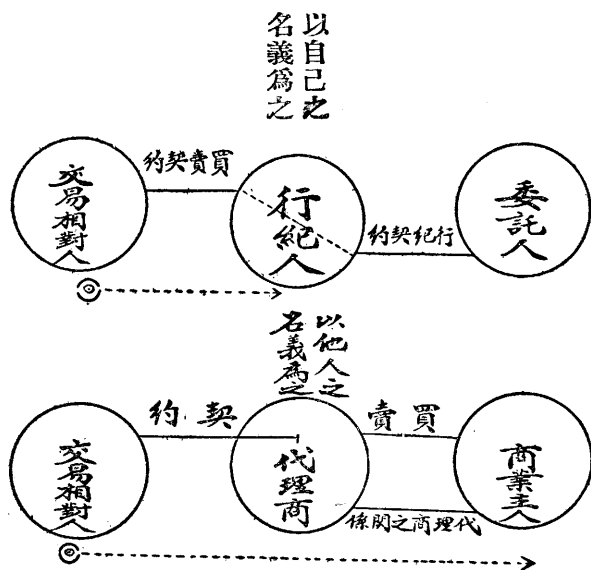 以自己之
名義爲之
委託人
行紀人
交易相對人
買賣契約
行紀契約
以他人之
名義為之
商業主人
代理商
交易相對人
買賣
契約
代理商之関係